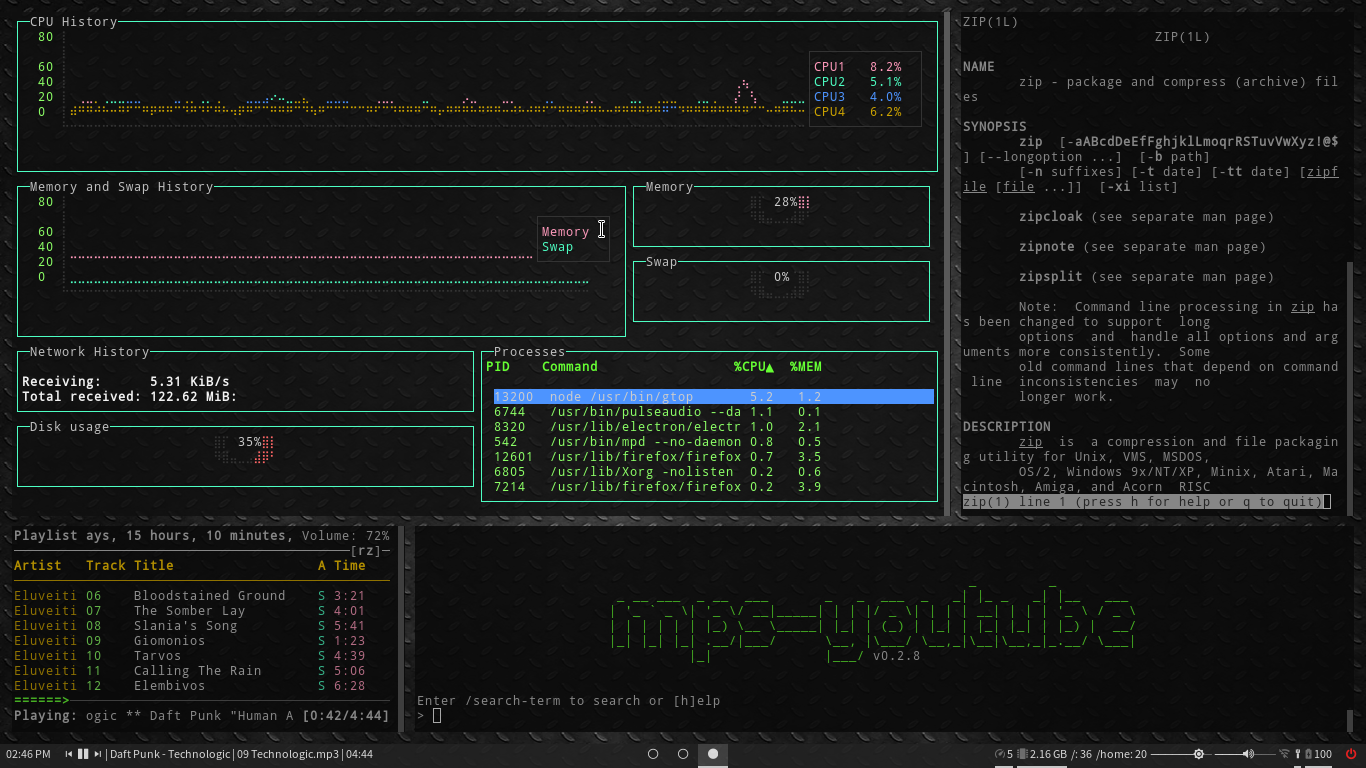 CPU History
80
60
40
20
0
CPU1 8.2%
CPU2 5.1%
CPU3 4.0%
CPU4 6.2%
Memory and Swap History
80
60
40
20
0
Memory
Swap
Memory
28%
Swap
0%
Network History
Receiving: 5.31 KiB/s
Total received: 122.62 MiB:
Disk usage
35%
Processes
PID Command %CPU▲ %MEM
13200 node /usr/bin/gtop 5.2 1.2
6744 /usr/bin/pulseaudio --da 1.1 0.1
8320 /usr/lib/electron/electr 1.0 2.1
542 /usr/bin/mpd --no-daemon 0.8 0.5
12601 /usr/lib/firefox/firefox 0.7 3.5
6805 /usr/lib/Xorg -nolisten 0.2 0.6
7214 /usr/lib/firefox/firefox 0.2 3.9
ZIP(1L)
ZIP(1L)
NAME
zip - package and compress (archive) fil
es
SYNOPSIS
zip [-aABcdDeEfFghjklLmoqrRSTuvVwXyz!@$
] [--longoption ...] [-b path]
[-n suffixes] [-t date] [-tt date] [zipf
ile [file ...]] [-xi list]
zipcloak (see separate man page)
zipnote (see separate man page)
zipsplit (see separate man page)
Note: Command line processing in zip ha
s been changed to support long
options and handle all options and arg
uments more consistently. Some
old command lines that depend on command
line inconsistencies may no
longer work.
DESCRIPTION
zip is a compression and file packagin
g utility for Unix, VMS, MSDOS,
OS/2, Windows 9x/NT/XP, Minix, Atari, Ma
cintosh, Amiga, and Acorn RISC
zip(1) line 1 (press h for help or q to quit)
Playlist ays, 15 hours, 10 minutes, Volume: 72%
[rz]
Artist Track Title A Time
Eluveiti 06 Bloodstained Ground S 3:21
Eluveiti 07 The Somber Lay S 4:01
Eluveiti 08 Slania's Song S 5:41
Eluveiti 09 Giomonios S 1:23
Eluveiti 10 Tarvos S 4:39
Eluveiti 11 Calling The Rain S 5:06
Eluveiti 12 Elembivos S 6:28
======>
Playing: ogic ** Daft Punk "Human A [0:42/4:44]
mps-youtube
v0.2.8
Enter /search-term to search or [h]elp
>
02:46 PM | Daft Punk - Technologic | 09 Technologic.mp3 | 04:44
5 2.16 GB /: 36 /home: 20 100